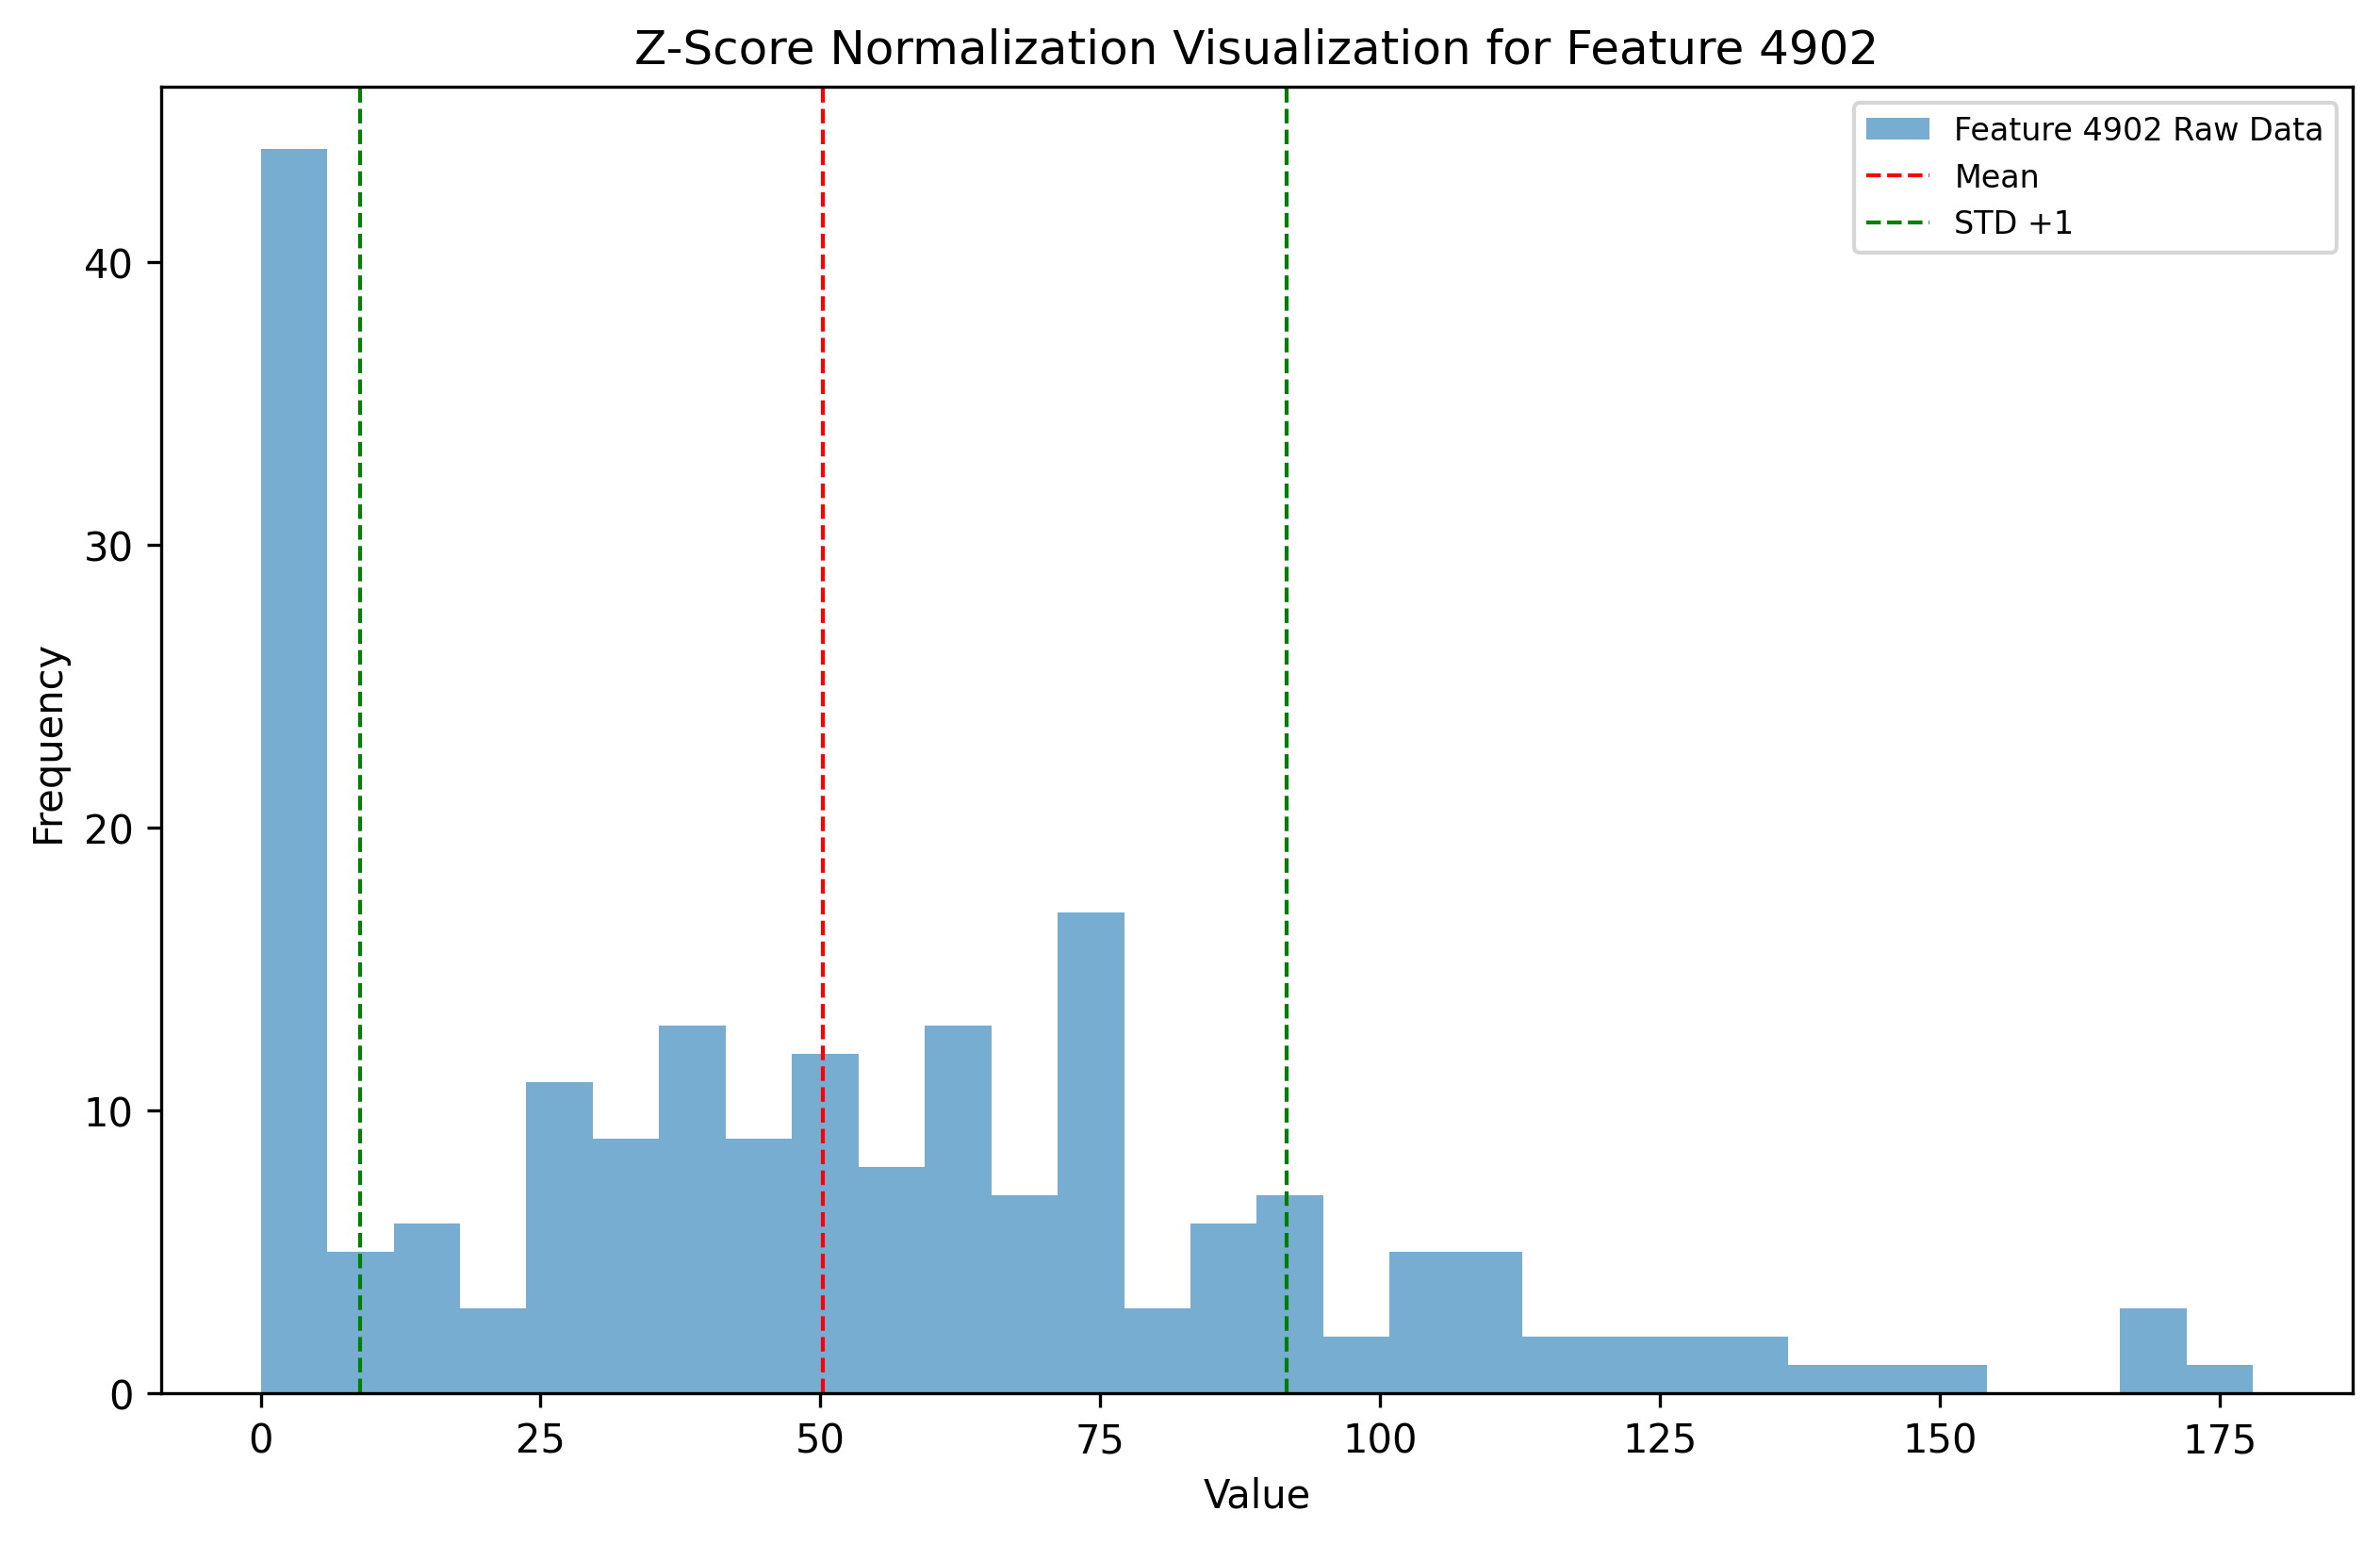 Z-Score Normalization Visualization for Feature 4902
Feature 4902 Raw Data
Mean
STD +1
Frequency
40
30
20
10
0
0 25 50 75 100 125 150 175
Value